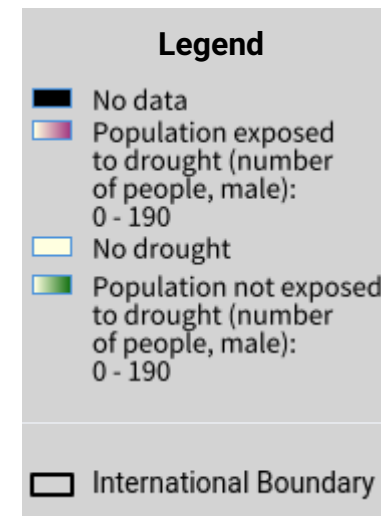 Legend
No data
Population exposed
to drought (number
of people, male):
0 - 190
No drought
Population not exposed
to drought (number
of people, male):
0 - 190
International Boundary